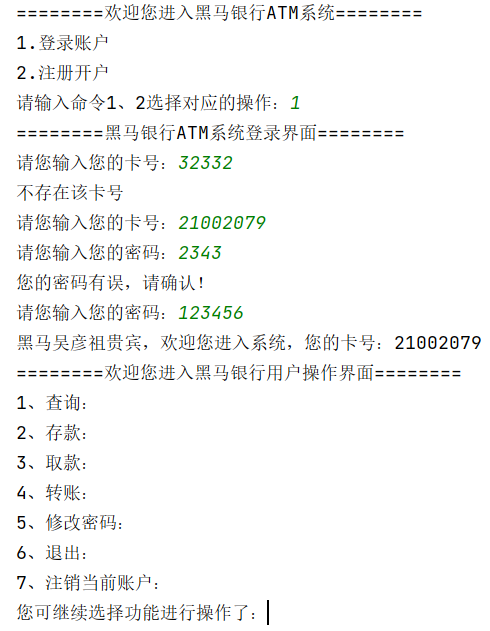 ========欢迎您进入黑马银行ATM系统========
1.登录账户
2.注册开户
请输入命令1、2选择对应的操作：1
========黑马银行ATM系统登录界面========
请您输入您的卡号：32332
不存在该卡号
请您输入您的卡号：21002079
请您输入您的密码：2343
您的密码有误，请确认！
请您输入您的密码：123456
黑马吴彦祖贵宾，欢迎您进入系统，您的卡号：21002079
========欢迎您进入黑马银行用户操作界面========
1、查询：
2、存款：
3、取款：
4、转账：
5、修改密码：
6、退出：
7、注销当前账户：
您可继续选择功能进行操作了：